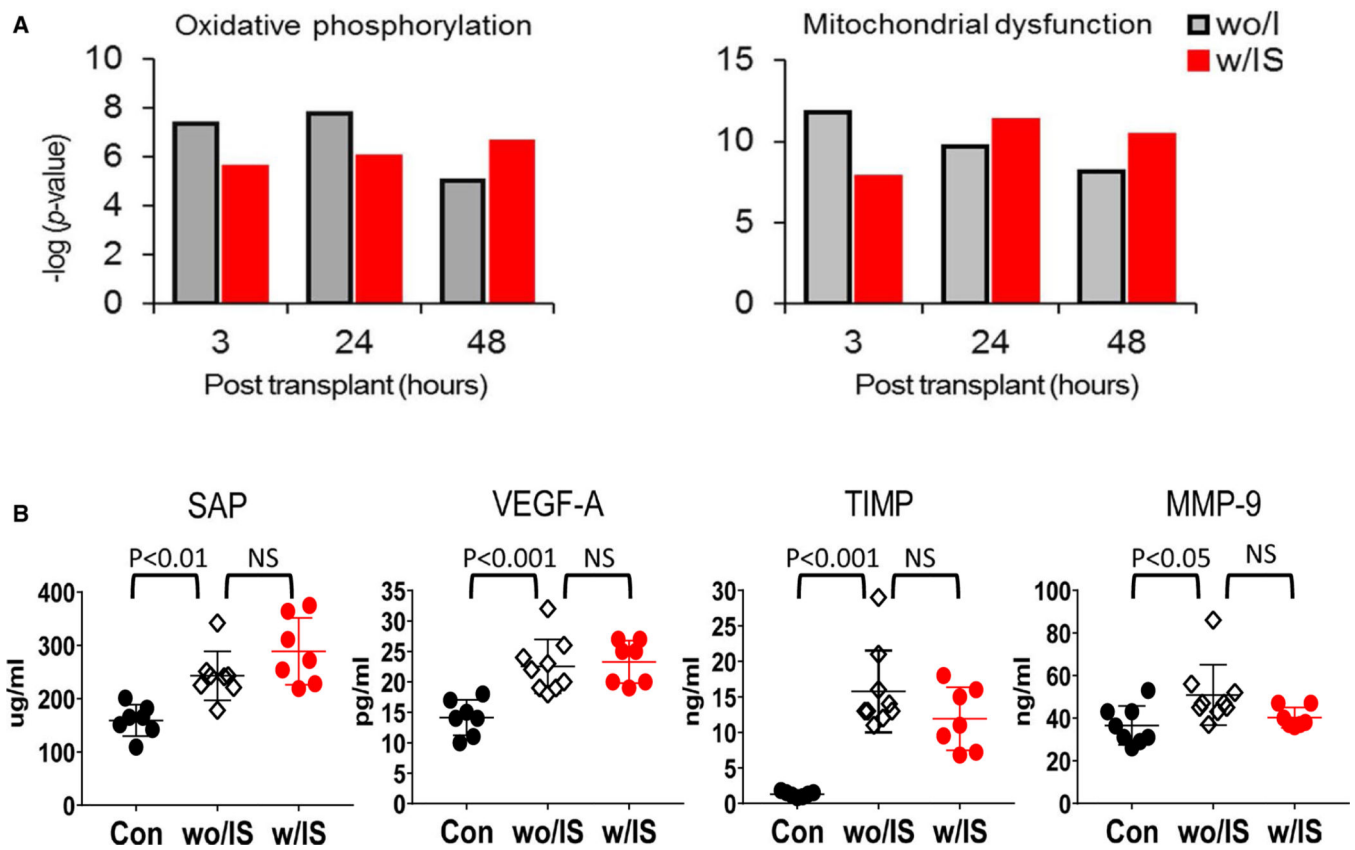 A
Oxidative phosphorylation
-log (p-value)
10
8
6
4
2
0
3 24 48
Post transplant (hours)
Mitochondrial dysfunction
15
10
5
0
3 24 48
Post transplant (hours)
wo/I
w/IS
B
SAP
P<0.01 NS
ug/ml
400
300
200
100
0
Con wo/IS w/IS
VEGF-A
P<0.001 NS
pg/ml
35
30
25
20
15
10
5
0
Con wo/IS w/IS
TIMP
P<0.001 NS
ng/ml
30
25
20
15
10
5
0
Con wo/IS w/IS
MMP-9
P<0.05 NS
ng/ml
100
80
60
40
20
0
Con wo/IS w/IS